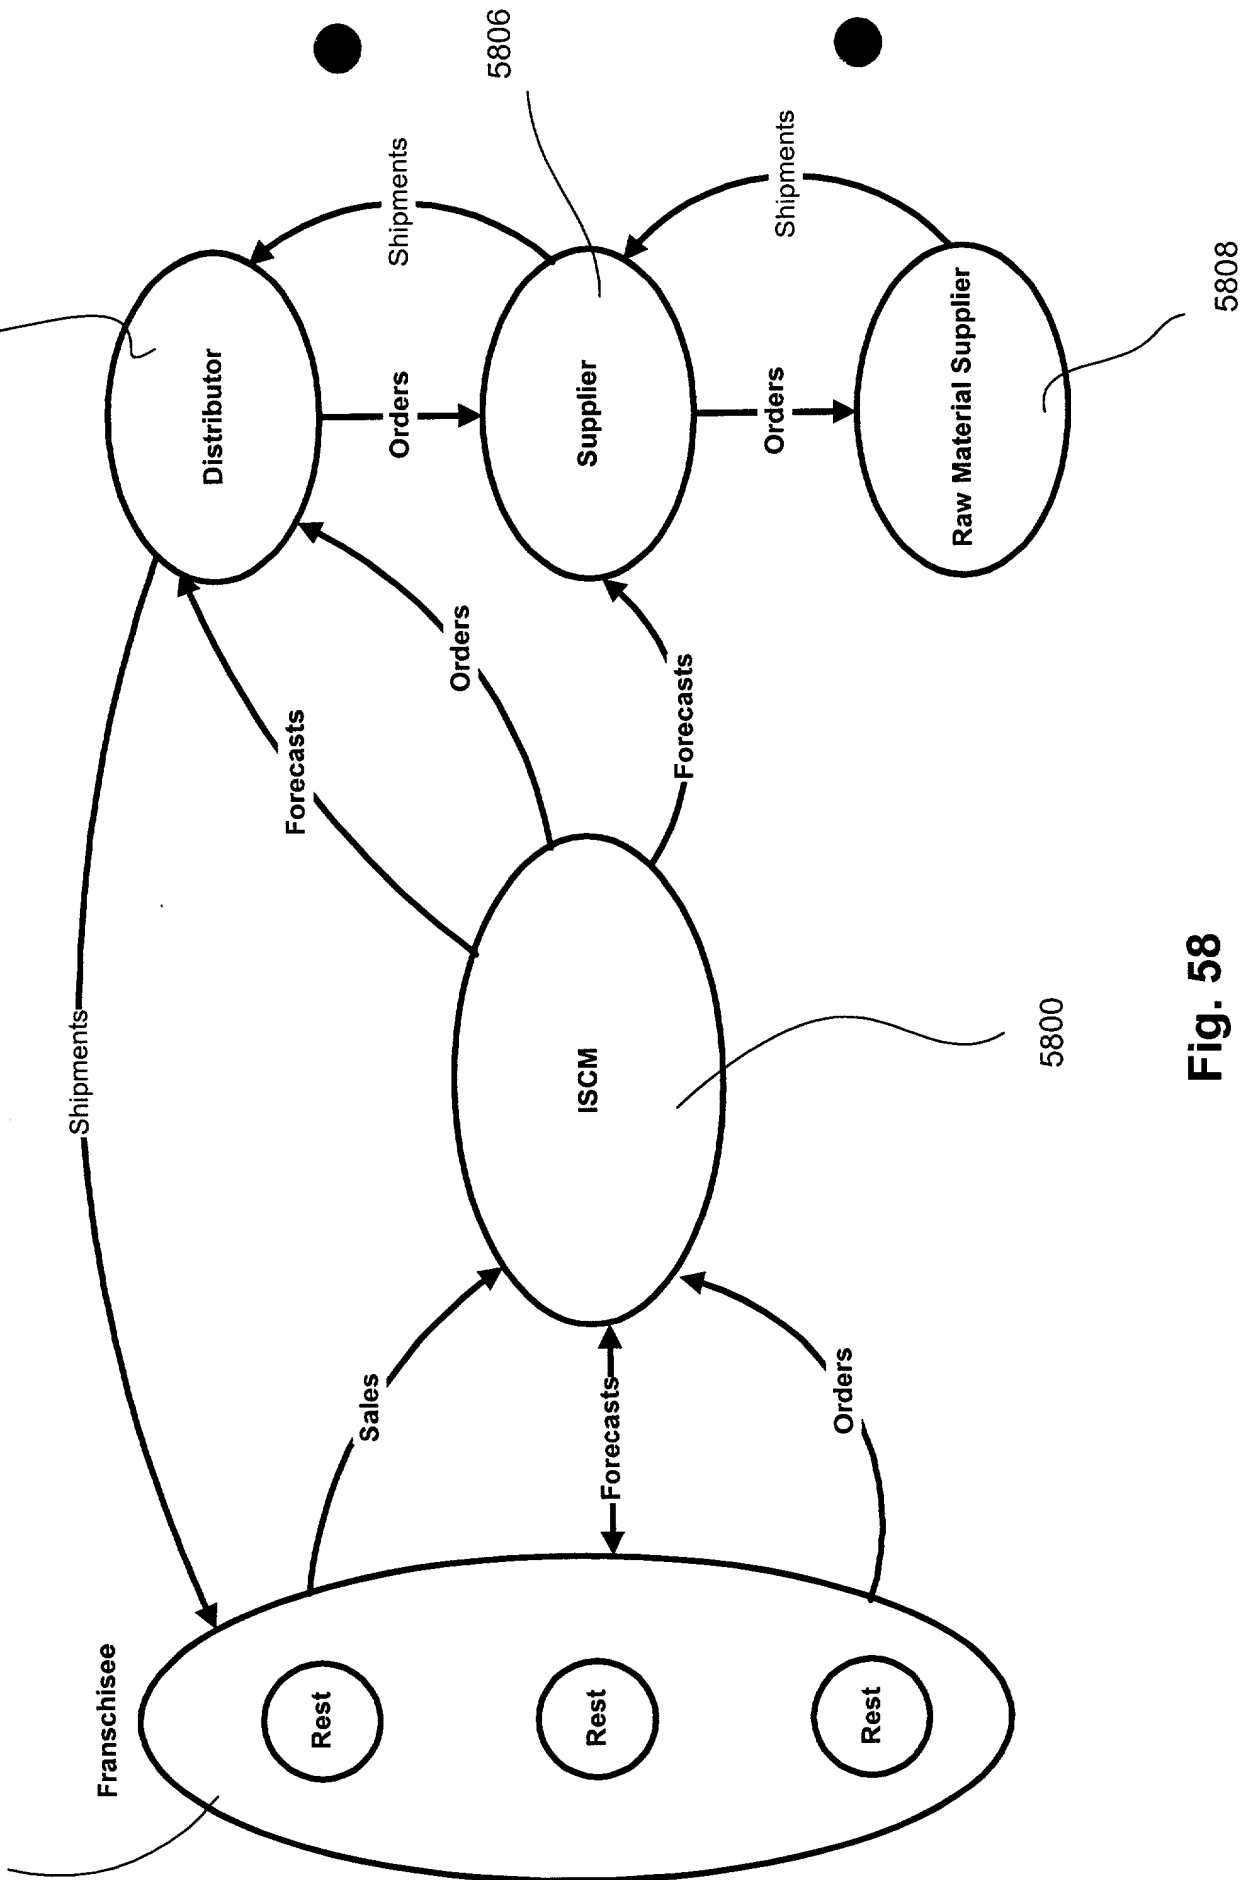 Franschisee
Rest
Rest
Rest
Shipments
Sales
Forecasts
Orders
ISCM
5800
Forecasts
Orders
Forecasts
Distributor
Orders
Shipments
Supplier
5806
Orders
Shipments
Raw Material Supplier
5808
Fig. 58